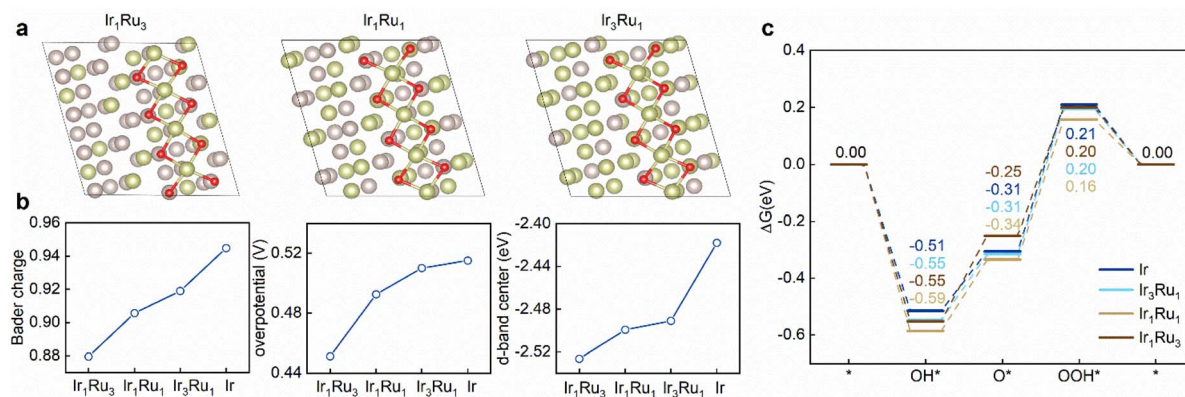 a
Ir₁Ru₃
Ir₁Ru₁
Ir₃Ru₁
b
Bader charge
0.96
0.94
0.92
0.90
0.88
Ir₁Ru₃ Ir₁Ru₁ Ir₃Ru₁ Ir
overpotential (V)
0.52
0.48
0.44
Ir₁Ru₃ Ir₁Ru₁ Ir₃Ru₁ Ir
d-band center (eV)
-2.40
-2.44
-2.48
-2.52
Ir₁Ru₃ Ir₁Ru₁ Ir₃Ru₁ Ir
c
ΔG(eV)
0.4
0.2
0.0
-0.2
-0.4
-0.6
0.00
-0.51
-0.55
-0.55
-0.59
-0.25
-0.31
-0.31
-0.34
0.21
0.20
0.20
0.16
0.00
Ir
Ir₃Ru₁
Ir₁Ru₁
Ir₁Ru₃
* OH* O* OOH* *